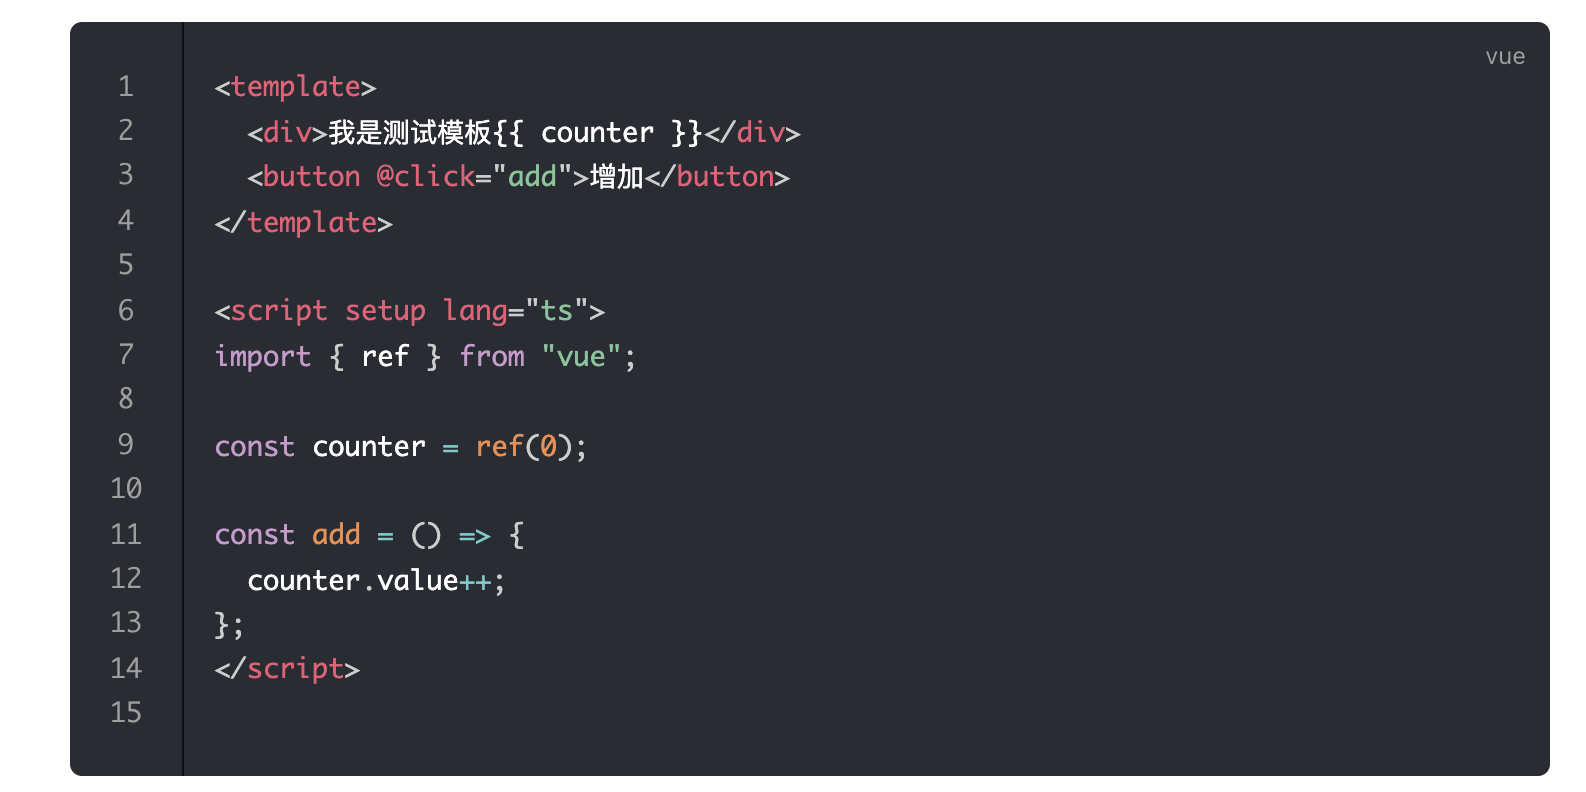 vue
1 <template>
2   <div>我是测试模板{{ counter }}</div>
3   <button @click="add">增加</button>
4 </template>
5
6 <script setup lang="ts">
7 import { ref } from "vue";
8
9 const counter = ref(0);
10
11 const add = () => {
12   counter.value++;
13 };
14 </script>
15